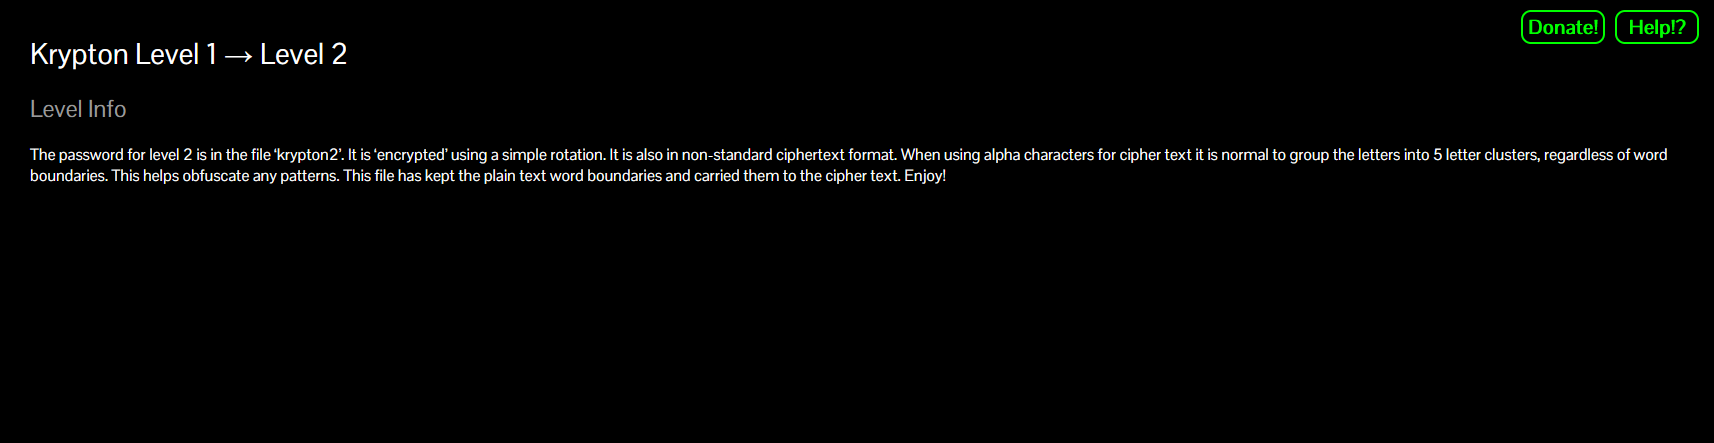 Donate! Help!?
Krypton Level 1 → Level 2
Level Info
The password for level 2 is in the file ‘krypton2’. It is ‘encrypted’ using a simple rotation. It is also in non-standard ciphertext format. When using alpha characters for cipher text it is normal to group the letters into 5 letter clusters, regardless of word
boundaries. This helps obfuscate any patterns. This file has kept the plain text word boundaries and carried them to the cipher text. Enjoy!